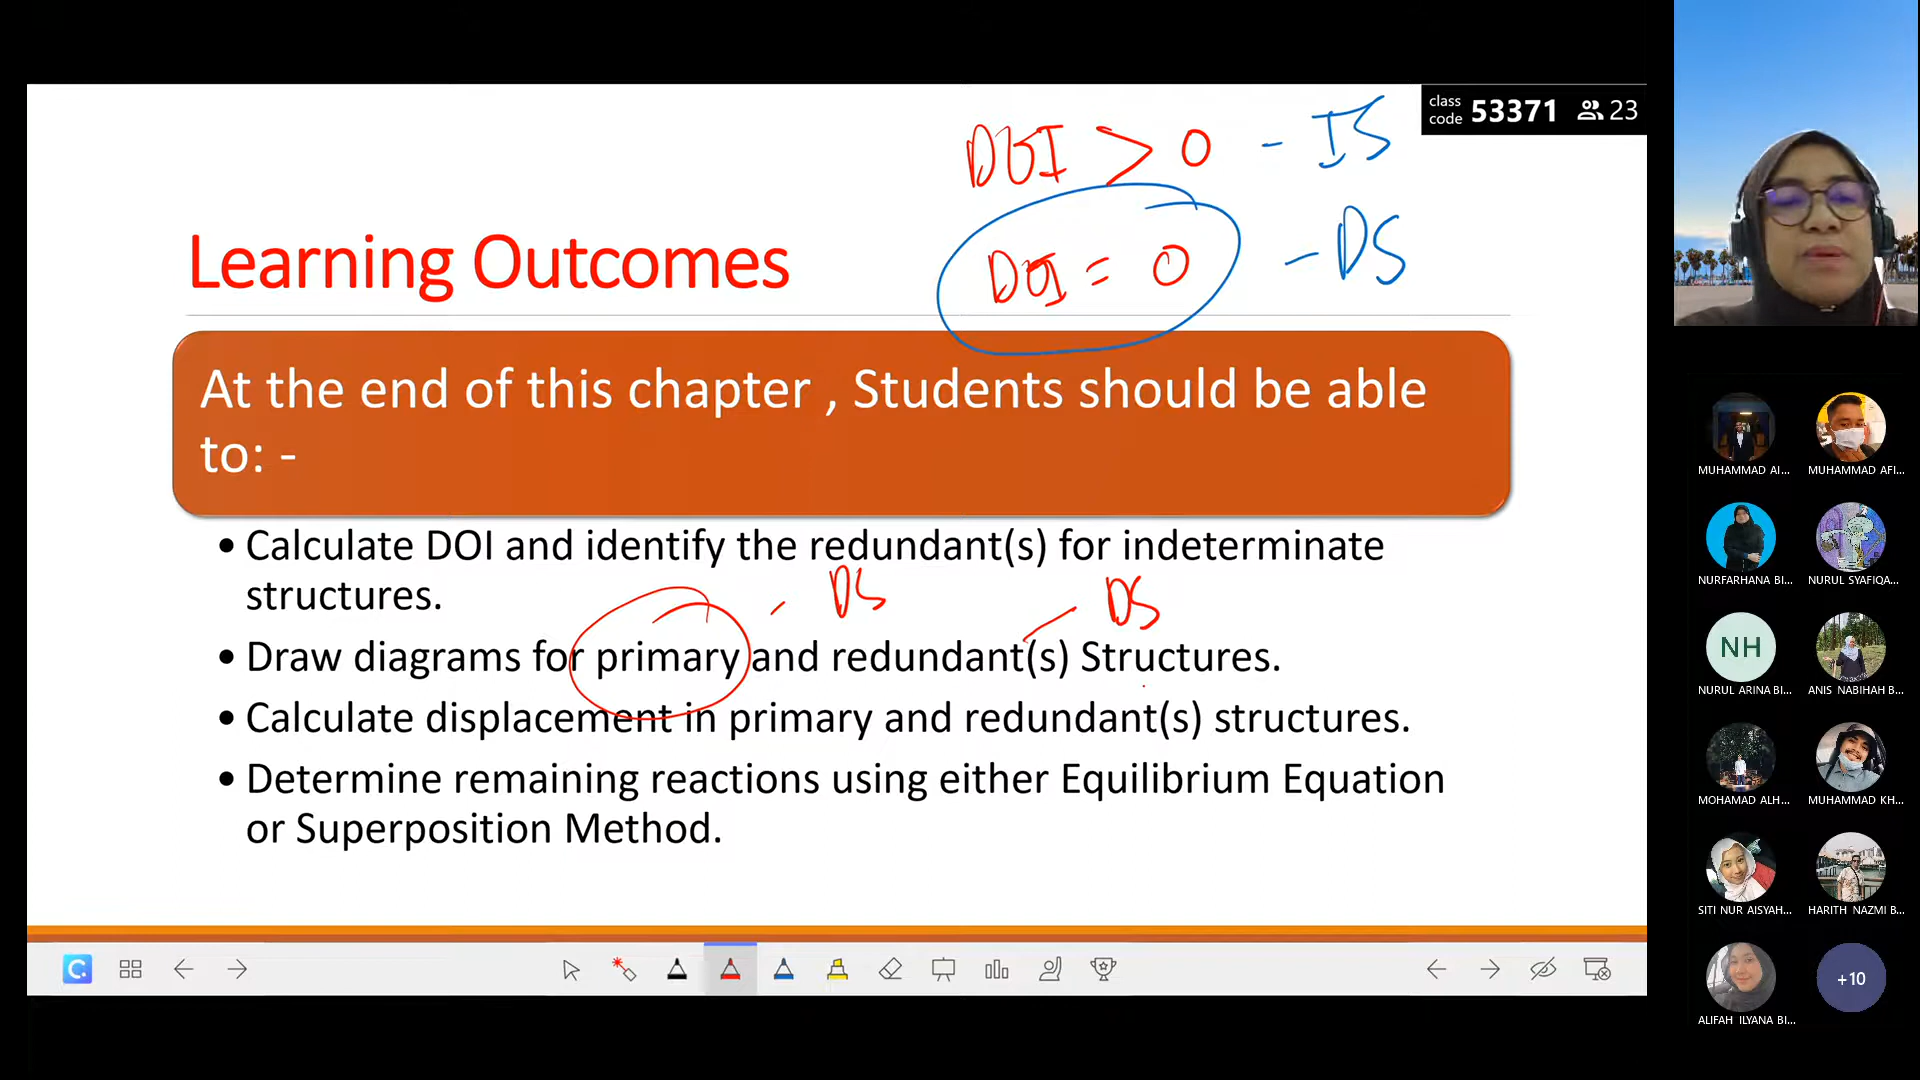 class code 53371 23
DOI > 0 - IS
DOI = 0 - DS
Learning Outcomes
At the end of this chapter , Students should be able
to: -
• Calculate DOI and identify the redundant(s) for indeterminate
structures.
- DS
DS
• Draw diagrams for primary and redundant(s) Structures.
• Calculate displacement in primary and redundant(s) structures.
• Determine remaining reactions using either Equilibrium Equation
or Superposition Method.
MUHAMMAD AI...
MUHAMMAD AFI...
NURFARHANA BI...
NURUL SYAFIQA...
NH
NURUL ARINA BI...
ANIS NABIHAH B...
MOHAMAD ALH...
MUHAMMAD KH...
SITI NUR AISYAH...
HARITH NAZMI B...
ALIFAH ILYANA BI...
+10